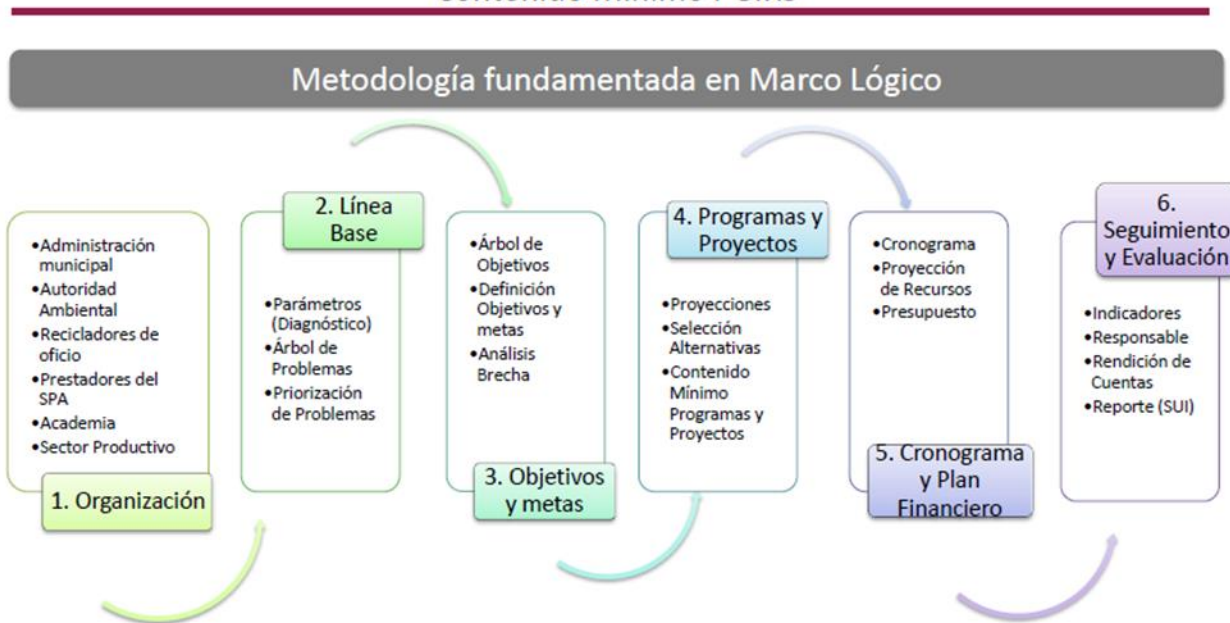 Metodología fundamentada en Marco Lógico
•Administración
municipal
•Autoridad
Ambiental
•Recicladores de
oficio
•Prestadores del
SPA
•Academia
•Sector Productivo
1. Organización
2. Línea
Base
•Parámetros
(Diagnóstico)
•Árbol de
Problemas
•Priorización
de Problemas
•Árbol de
Objetivos
•Definición
Objetivos y
metas
•Análisis
Brecha
3. Objetivos
y metas
4. Programas y
Proyectos
•Proyecciones
•Selección
Alternativas
•Contenido
Mínimo
Programas y
Proyectos
•Cronograma
•Proyección
de Recursos
•Presupuesto
5. Cronograma
y Plan
Financiero
6.
Seguimiento
y Evaluación
•Indicadores
•Responsable
•Rendición de
Cuentas
•Reporte (SUI)